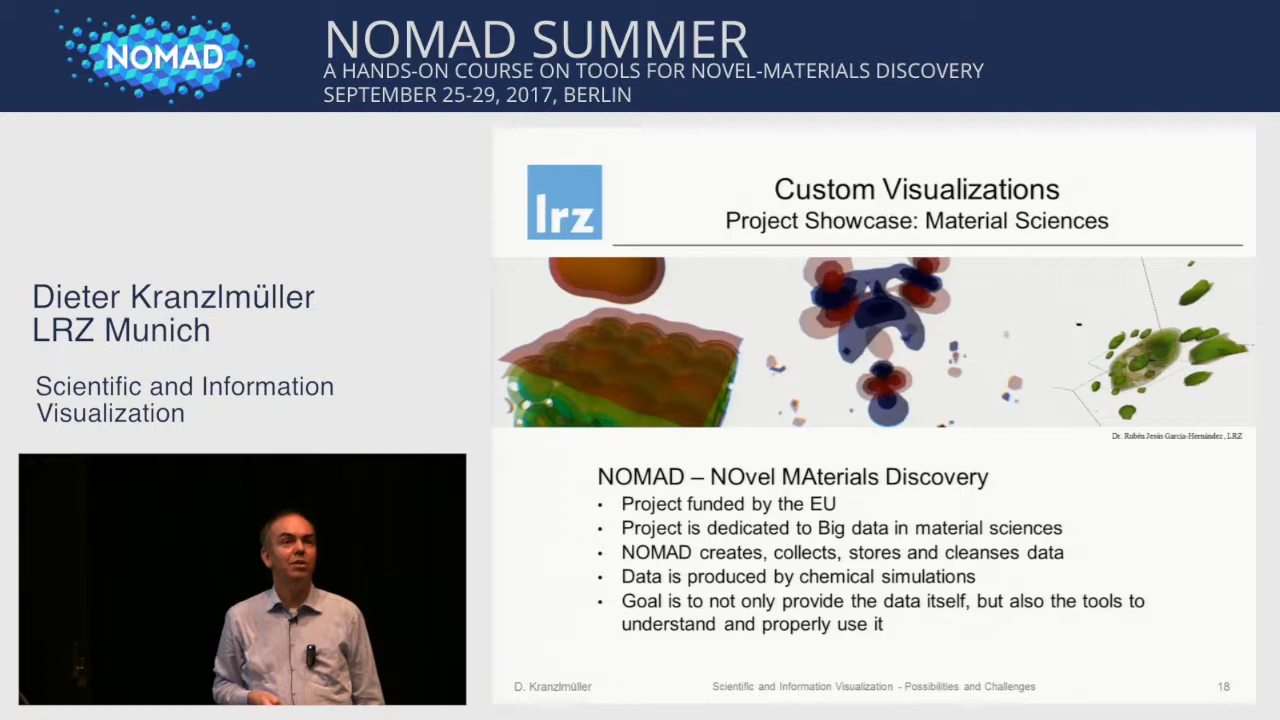 NOMAD
NOMAD SUMMER
A HANDS-ON COURSE ON TOOLS FOR NOVEL-MATERIALS DISCOVERY
SEPTEMBER 25-29, 2017, BERLIN
Dieter Kranzlmüller
LRZ Munich
Scientific and Information
Visualization
lrz
Custom Visualizations
Project Showcase: Material Sciences
Dr. Rubén Jesús Garcia-Hernández, LRZ
NOMAD – NOvel MAterials Discovery
• Project funded by the EU
• Project is dedicated to Big data in material sciences
• NOMAD creates, collects, stores and cleanses data
• Data is produced by chemical simulations
• Goal is to not only provide the data itself, but also the tools to
understand and properly use it
D. Kranzlmüller
Scientific and Information Visualization - Possibilities and Challenges
18